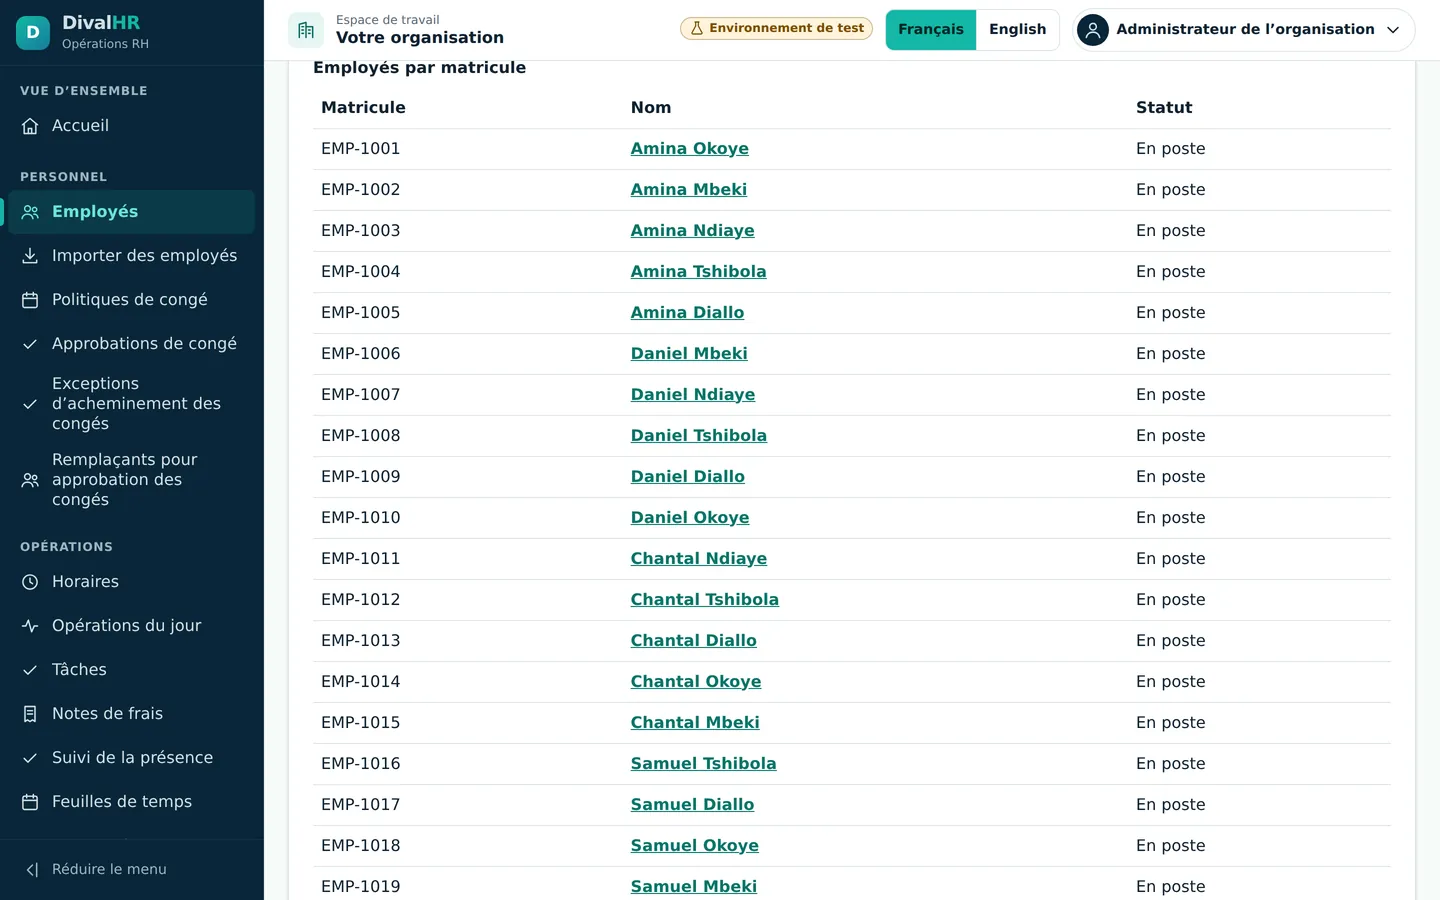 D
DivalHR
Opérations RH
Espace de travail
Votre organisation
Environnement de test
Français
English
Administrateur de l’organisation
VUE D’ENSEMBLE
Accueil
PERSONNEL
Employés
Importer des employés
Politiques de congé
Approbations de congé
Exceptions
d’acheminement des
congés
Remplaçants pour
approbation des
congés
OPÉRATIONS
Horaires
Opérations du jour
Tâches
Notes de frais
Suivi de la présence
Feuilles de temps
Réduire le menu
Employés par matricule
Matricule Nom Statut
EMP-1001 Amina Okoye En poste
EMP-1002 Amina Mbeki En poste
EMP-1003 Amina Ndiaye En poste
EMP-1004 Amina Tshibola En poste
EMP-1005 Amina Diallo En poste
EMP-1006 Daniel Mbeki En poste
EMP-1007 Daniel Ndiaye En poste
EMP-1008 Daniel Tshibola En poste
EMP-1009 Daniel Diallo En poste
EMP-1010 Daniel Okoye En poste
EMP-1011 Chantal Ndiaye En poste
EMP-1012 Chantal Tshibola En poste
EMP-1013 Chantal Diallo En poste
EMP-1014 Chantal Okoye En poste
EMP-1015 Chantal Mbeki En poste
EMP-1016 Samuel Tshibola En poste
EMP-1017 Samuel Diallo En poste
EMP-1018 Samuel Okoye En poste
EMP-1019 Samuel Mbeki En poste